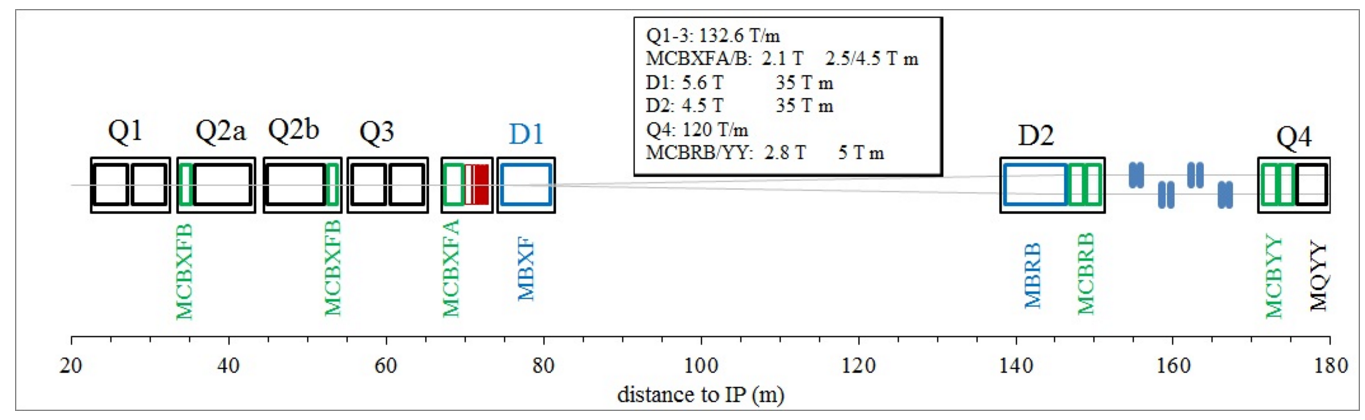 Q1-3: 132.6 T/m
MCBXFA/B: 2.1 T 2.5/4.5 T m
D1: 5.6 T 35 T m
D2: 4.5 T 35 T m
Q4: 120 T/m
MCBRB/YY: 2.8 T 5 T m
Q1 Q2a Q2b Q3 D1 D2 Q4
MCBXFB MCBXFB MCBXFA MBXF MBRB MCBRB MCBYY MQYY
20 40 60 80 100 120 140 160 180
distance to IP (m)